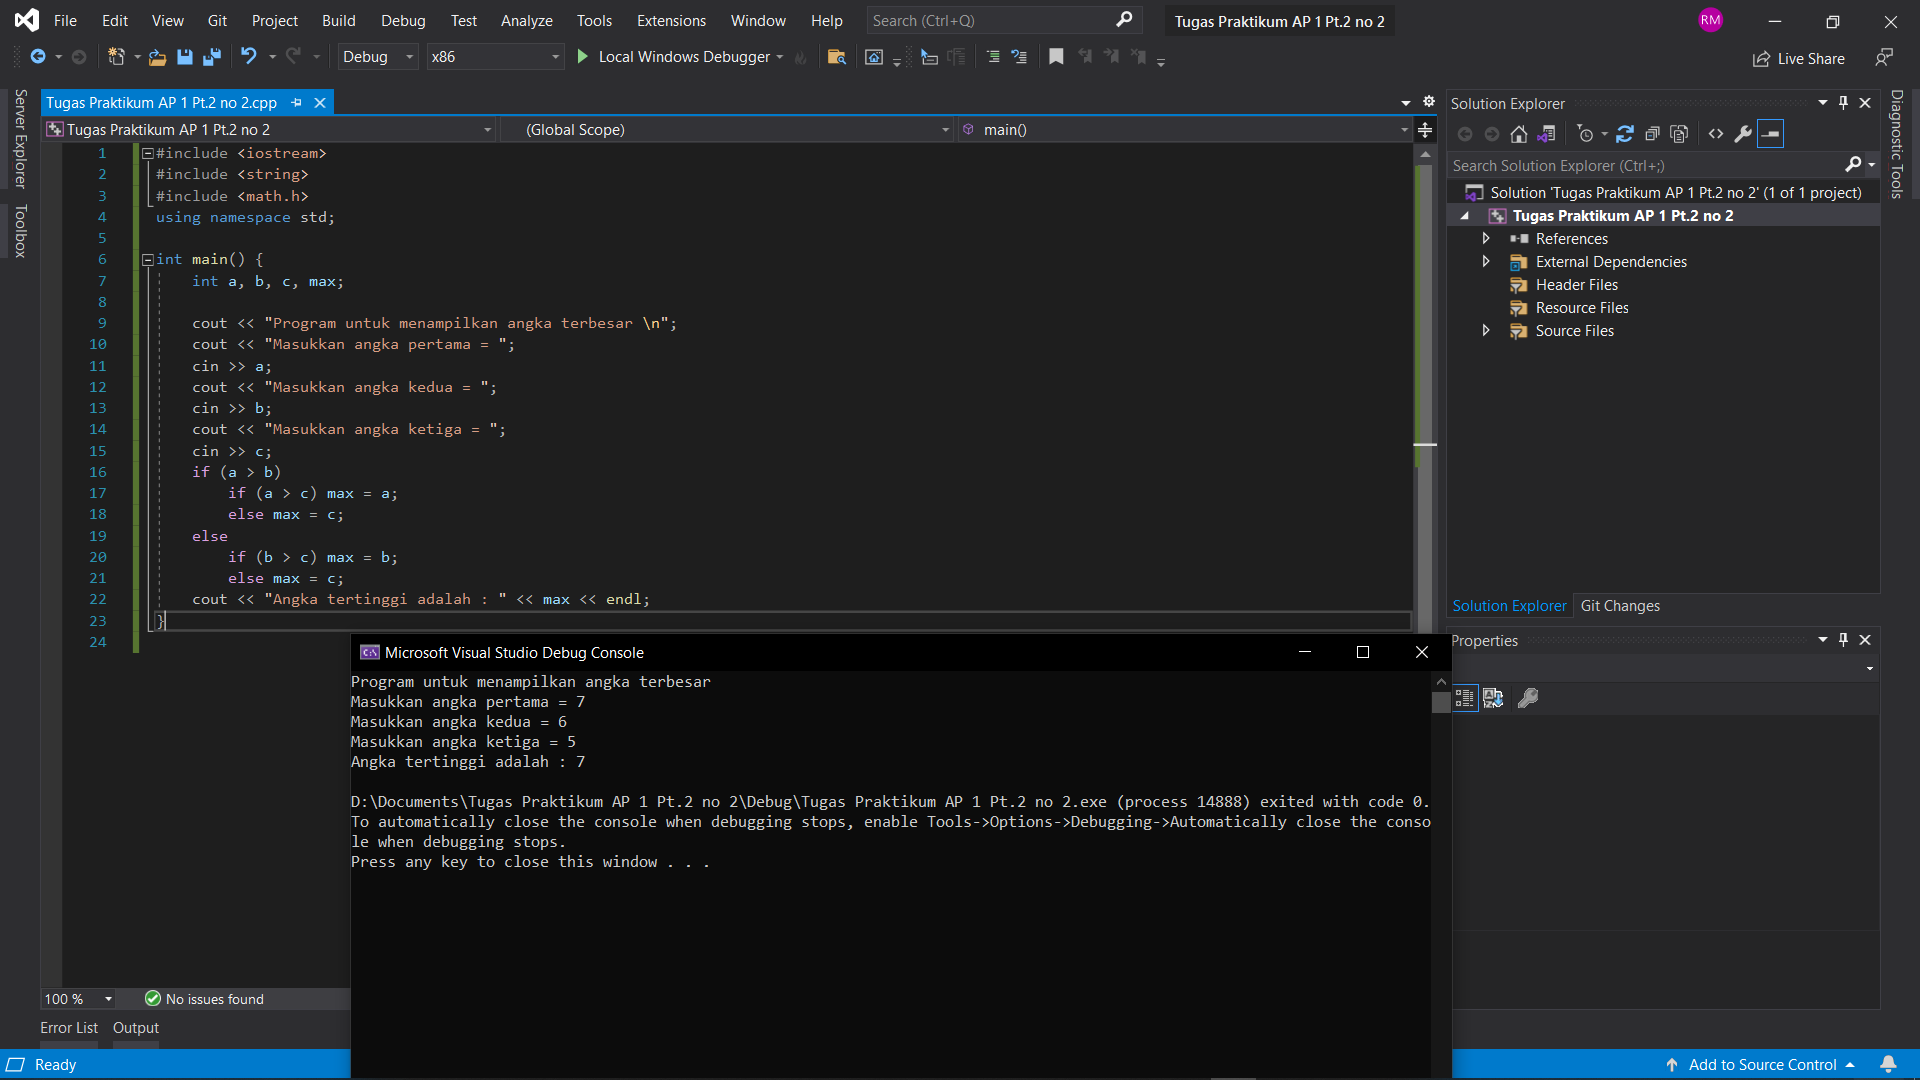 File Edit View Git Project Build Debug Test Analyze Tools Extensions Window Help Search (Ctrl+Q) Tugas Praktikum AP 1 Pt.2 no 2 RM
Debug x86 Local Windows Debugger Live Share
Server Explorer
Toolbox
Tugas Praktikum AP 1 Pt.2 no 2.cpp
Tugas Praktikum AP 1 Pt.2 no 2 (Global Scope) main()
1 #include <iostream>
2 #include <string>
3 #include <math.h>
4 using namespace std;
5
6 int main() {
7 int a, b, c, max;
8
9 cout << "Program untuk menampilkan angka terbesar \n";
10 cout << "Masukkan angka pertama = ";
11 cin >> a;
12 cout << "Masukkan angka kedua = ";
13 cin >> b;
14 cout << "Masukkan angka ketiga = ";
15 cin >> c;
16 if (a > b)
17 if (a > c) max = a;
18 else max = c;
19 else
20 if (b > c) max = b;
21 else max = c;
22 cout << "Angka tertinggi adalah : " << max << endl;
23 }
24
Microsoft Visual Studio Debug Console
Program untuk menampilkan angka terbesar
Masukkan angka pertama = 7
Masukkan angka kedua = 6
Masukkan angka ketiga = 5
Angka tertinggi adalah : 7
D:\Documents\Tugas Praktikum AP 1 Pt.2 no 2\Debug\Tugas Praktikum AP 1 Pt.2 no 2.exe (process 14888) exited with code 0.
To automatically close the console when debugging stops, enable Tools->Options->Debugging->Automatically close the conso
le when debugging stops.
Press any key to close this window . . .
Solution Explorer
Search Solution Explorer (Ctrl+;)
Solution 'Tugas Praktikum AP 1 Pt.2 no 2' (1 of 1 project)
Tugas Praktikum AP 1 Pt.2 no 2
References
External Dependencies
Header Files
Resource Files
Source Files
Solution Explorer Git Changes
Properties
Diagnostic Tools
100 % No issues found
Error List Output
Ready Add to Source Control